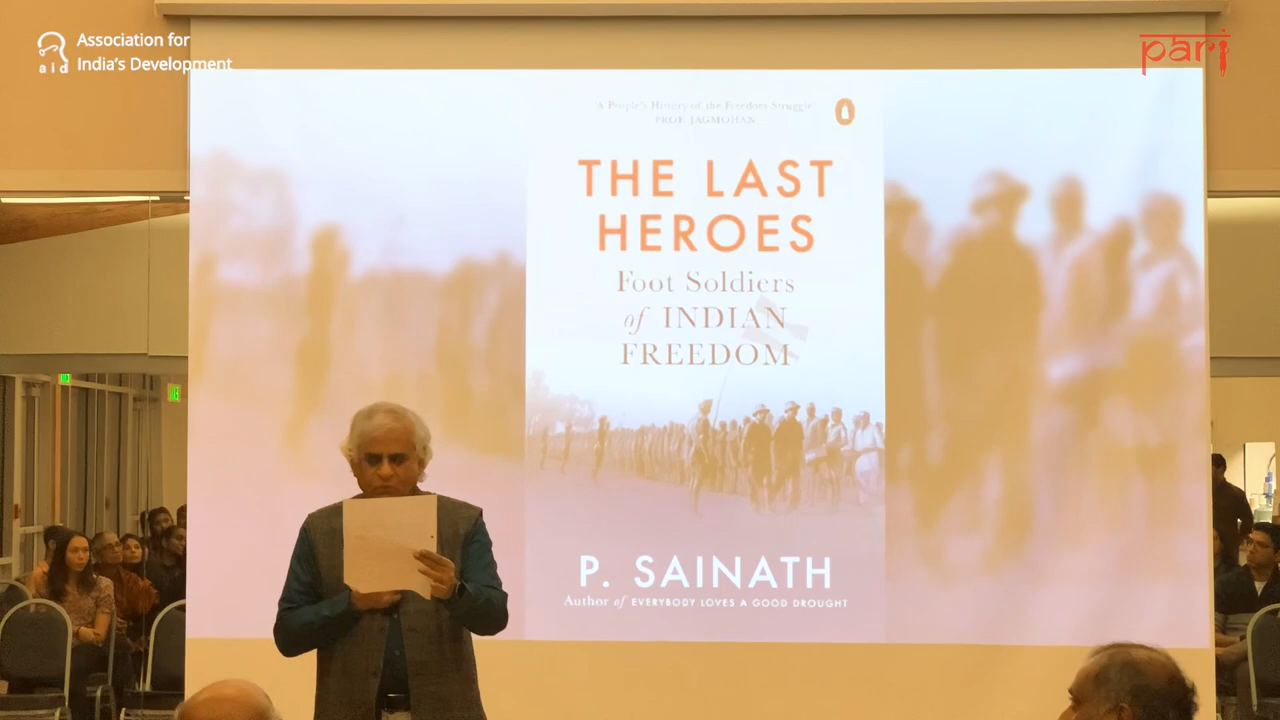 Association for
India's Development
aid
pari
'A People's History of the Freedom Struggle'
PROF. JAGMOHAN
THE LAST
HEROES
Foot Soldiers
of INDIAN
FREEDOM
P. SAINATH
Author of EVERYBODY LOVES A GOOD DROUGHT